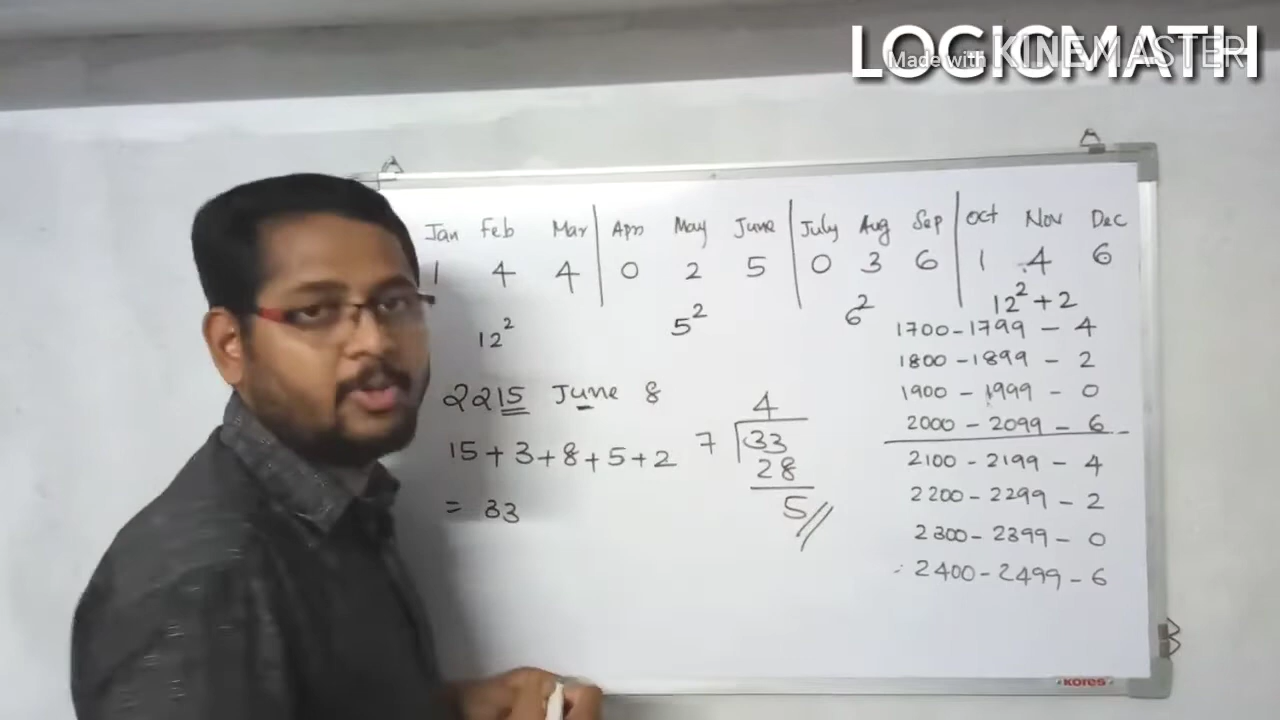 LOGICMATH
Made with KINEMASTER
Jan Feb Mar Apr May June July Aug Sep Oct Nov Dec
1 4 4 0 2 5 0 3 6 1 4 6
12² 5² 6² 12²+2
1700-1799 - 4
1800-1899 - 2
1900-1999 - 0
2000-2099 - 6
2100-2199 - 4
2200-2299 - 2
2300-2399 - 0
2400-2499 - 6
2215 June 8
15+3+8+5+2
= 33
4
7 33
28
5
KORES